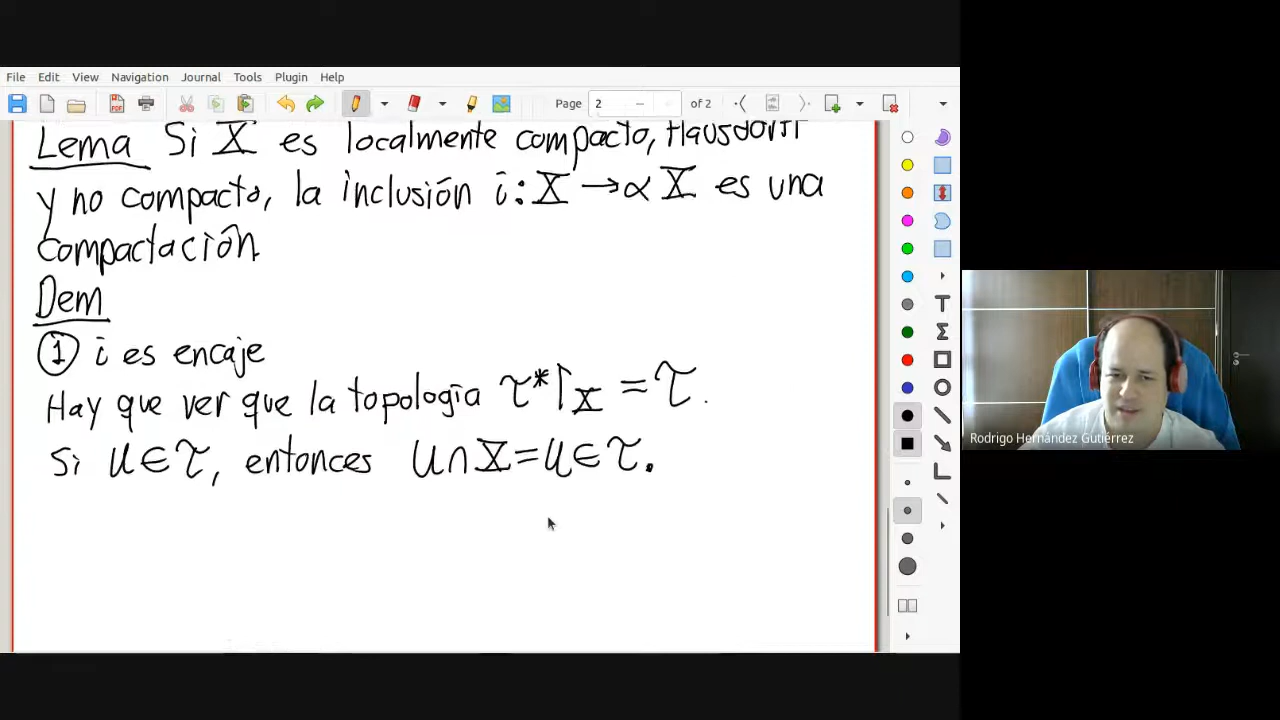 File Edit View Navigation Journal Tools Plugin Help
Page 2 of 2
Lema Si X es localmente compacto, Hausdorff
y no compacto, la inclusión i: X → αX es una
compactación.
Dem
① i es encaje
Hay que ver que la topología τ*↾X = τ.
Si U ∈ τ, entonces U ∩ X = U ∈ τ.
Rodrigo Hernández Gutiérrez